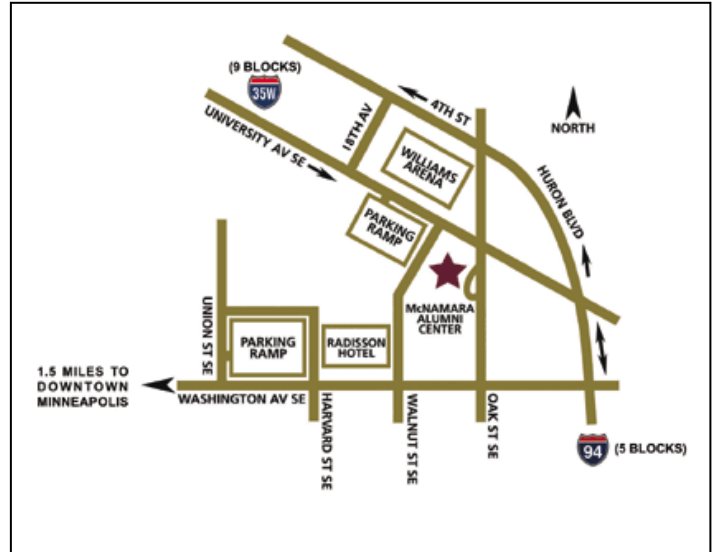 (9 BLOCKS)
35W
4TH ST
18TH AV
NORTH
UNIVERSITY AV SE
WILLIAMS
ARENA
HURON BLVD
PARKING
RAMP
McNAMARA
ALUMNI
CENTER
UNION ST SE
PARKING
RAMP
RADISSON
HOTEL
1.5 MILES TO
DOWNTOWN
MINNEAPOLIS
WASHINGTON AV SE
HARVARD ST SE
WALNUT ST SE
OAK ST SE
94
(5 BLOCKS)